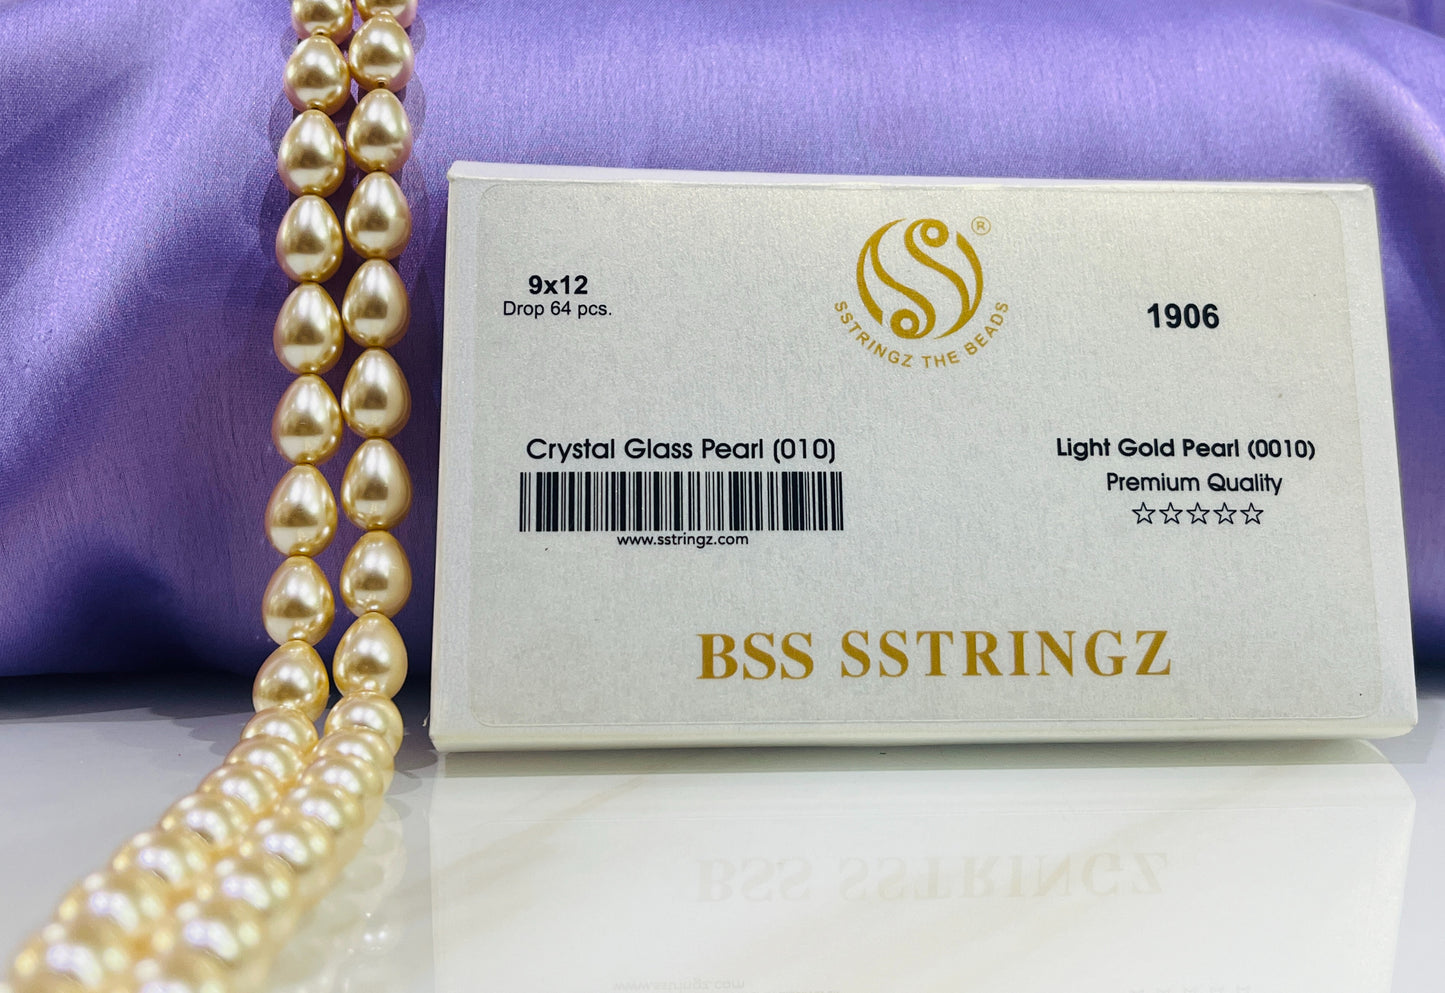 9x12
Drop 64 pcs.
®
SSTRINGZ THE BEADS
1906
Crystal Glass Pearl (010)
www.sstringz.com
Light Gold Pearl (0010)
Premium Quality
☆☆☆☆☆
BSS SSTRINGZ